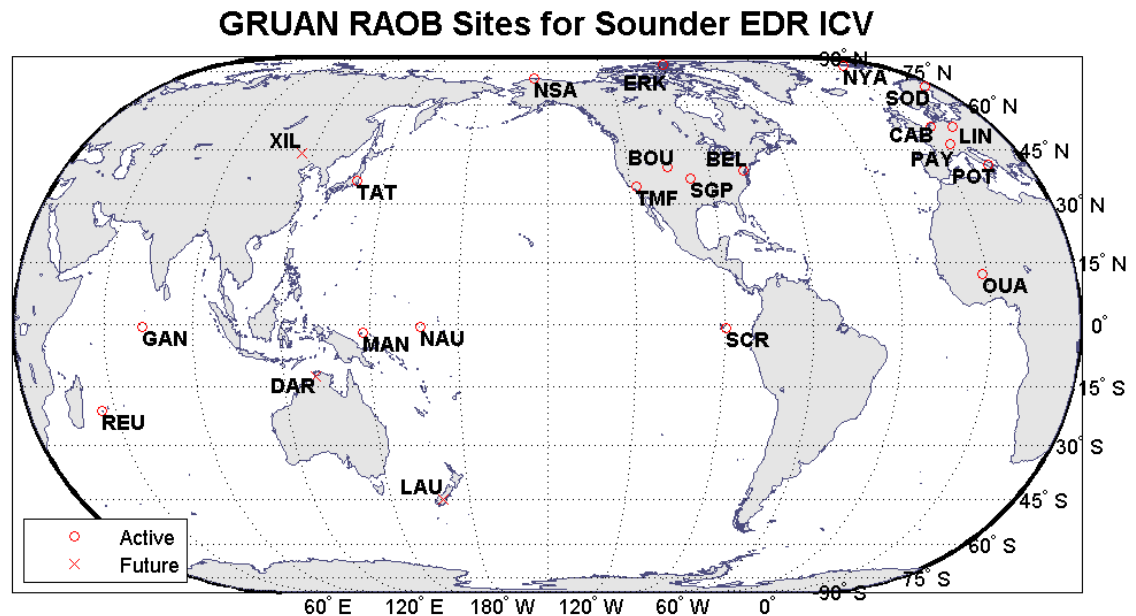 GRUAN RAOB Sites for Sounder EDR ICV
90° N
75° N
60° N
45° N
30° N
15° N
0°
15° S
30° S
45° S
60° S
75° S
-90° S
NSA
ERK
NYA
SOD
XIL
CAB
LIN
BOU
BEL
PAY
POT
TAT
TMF
SGP
OUA
GAN
MAN
NAU
SCR
DAR
REU
LAU
Active
Future
60° E 120° E 180° W 120° W 60° W 0°